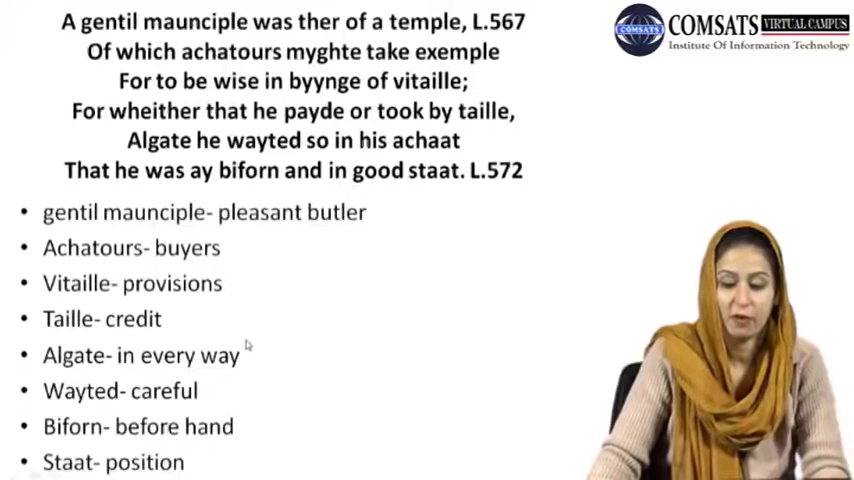 A gentil maunciple was ther of a temple, L.567
Of which achatours myghte take exemple
For to be wise in byynge of vitaille;
For wheither that he payde or took by taille,
Algate he wayted so in his achaat
That he was ay biforn and in good staat. L.572
COMSATS VIRTUAL CAMPUS
Institute Of Information Technology
COMSATS
• gentil maunciple- pleasant butler
• Achatours- buyers
• Vitaille- provisions
• Taille- credit
• Algate- in every way
• Wayted- careful
• Biforn- before hand
• Staat- position